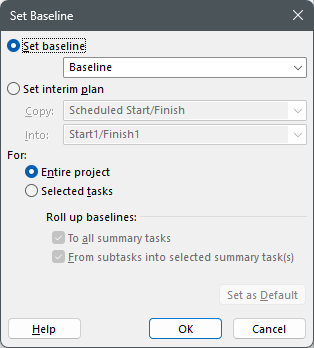 Set Baseline
Set baseline
Baseline
Set interim plan
Copy: Scheduled Start/Finish
Into: Start1/Finish1
For:
Entire project
Selected tasks
Roll up baselines:
To all summary tasks
From subtasks into selected summary task(s)
Set as Default
Help OK Cancel